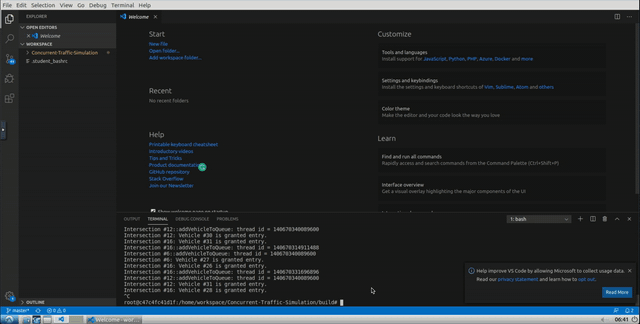 File Edit Selection View Go Debug Terminal Help
EXPLORER
OPEN EDITORS
Welcome
WORKSPACE
Concurrent-Traffic-Simulation
.student_bashrc
OUTLINE
Welcome
Start
New file
Open folder...
Add workspace folder...
Recent
No recent folders
Help
Printable keyboard cheatsheet
Introductory videos
Tips and Tricks
Product documentation
GitHub repository
Stack Overflow
Join our Newsletter
Customize
Tools and languages
Install support for JavaScript, Python, PHP, Azure, Docker and more
Settings and keybindings
Install the settings and keyboard shortcuts of Vim, Sublime, Atom and others
Color theme
Make the editor and your code look the way you love
Learn
Find and run all commands
Rapidly access and search commands from the Command Palette (Ctrl+Shift+P)
Interface overview
Get a visual overlay highlighting the major components of the UI
OUTPUT TERMINAL DEBUG CONSOLE PROBLEMS
1: bash
Intersection #12::addVehicleToQueue: thread id = 140670340089600
Intersection #12: Vehicle #30 is granted entry.
Intersection #16: Vehicle #31 is granted entry.
Intersection #16::addVehicleToQueue: thread id = 140670314911488
Intersection #6::addVehicleToQueue: thread id = 140670340089600
Intersection #6: Vehicle #27 is granted entry.
Intersection #16: Vehicle #26 is granted entry.
Intersection #16::addVehicleToQueue: thread id = 140670331696896
Intersection #12::addVehicleToQueue: thread id = 140670340089600
Intersection #12: Vehicle #31 is granted entry.
Intersection #16: Vehicle #28 is granted entry.
^C
root@c47c4fc41d1f:/home/workspace/Concurrent-Traffic-Simulation/build#
Help improve VS Code by allowing Microsoft to collect usage data.
Read our privacy statement and learn how to opt out.
Read More
master*
0 0
2
Welcome - wor...
06:41